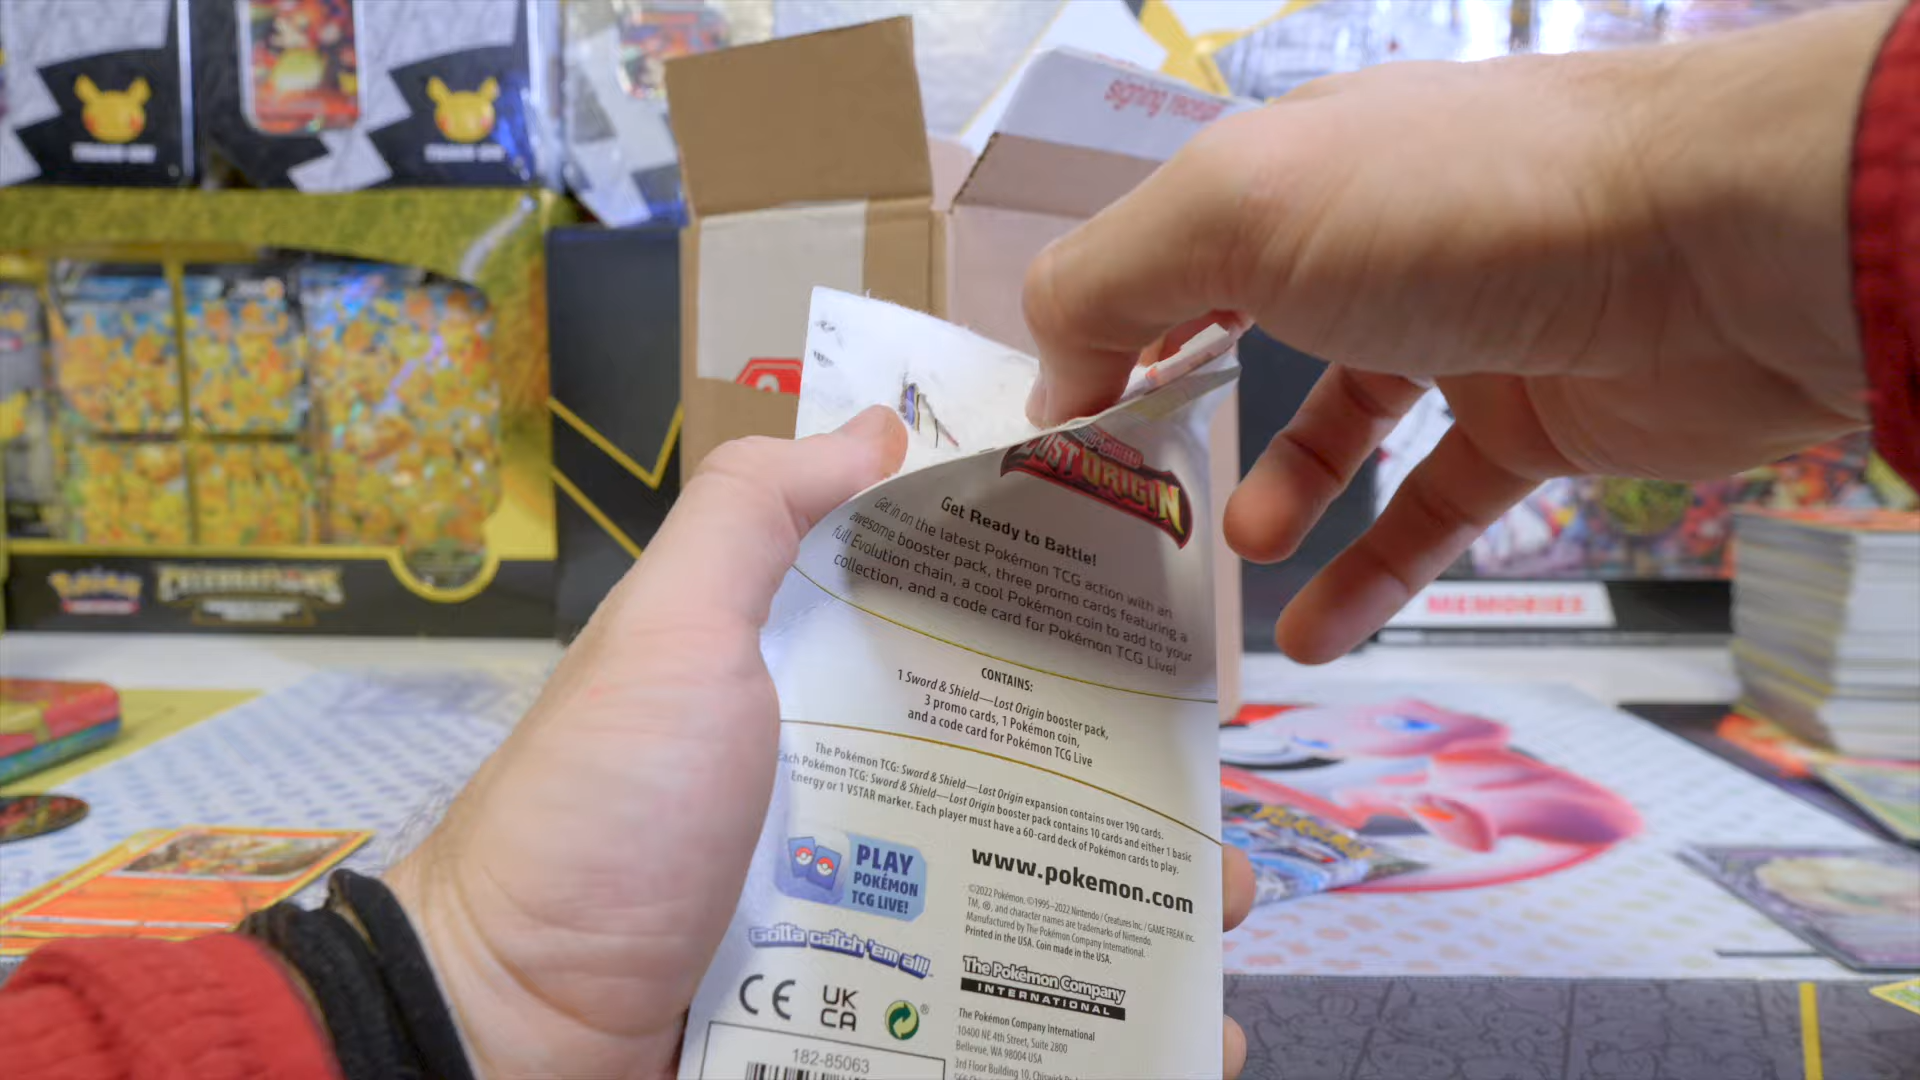 Pokémon
CELEBRATIONS
MEMORIES
LOST ORIGIN
Get Ready to Battle!
Get in on the latest Pokémon TCG action with an
awesome booster pack, three promo cards featuring a
full Evolution chain, a cool Pokémon coin to add to your
collection, and a code card for Pokémon TCG Live!
CONTAINS:
1 Sword & Shield—Lost Origin booster pack,
3 promo cards, 1 Pokémon coin,
and a code card for Pokémon TCG Live
The Pokémon TCG: Sword & Shield—Lost Origin expansion contains over 190 cards.
Each Pokémon TCG: Sword & Shield—Lost Origin booster pack contains 10 cards and either 1 basic
Energy or 1 VSTAR marker. Each player must have a 60-card deck of Pokémon cards to play.
PLAY
POKÉMON
TCG LIVE!
Gotta catch 'em all!
CE
UK
CA
182-85063
www.pokemon.com
©2022 Pokémon. ©1995–2022 Nintendo / Creatures Inc. / GAME FREAK inc.
TM, ®, and character names are trademarks of Nintendo.
Manufactured by The Pokémon Company International.
Printed in the USA. Coin made in the USA.
The Pokémon Company
INTERNATIONAL
The Pokémon Company International
10400 NE 4th Street, Suite 2800
Bellevue, WA 98004 USA
3rd Floor Building 10, Chiswick